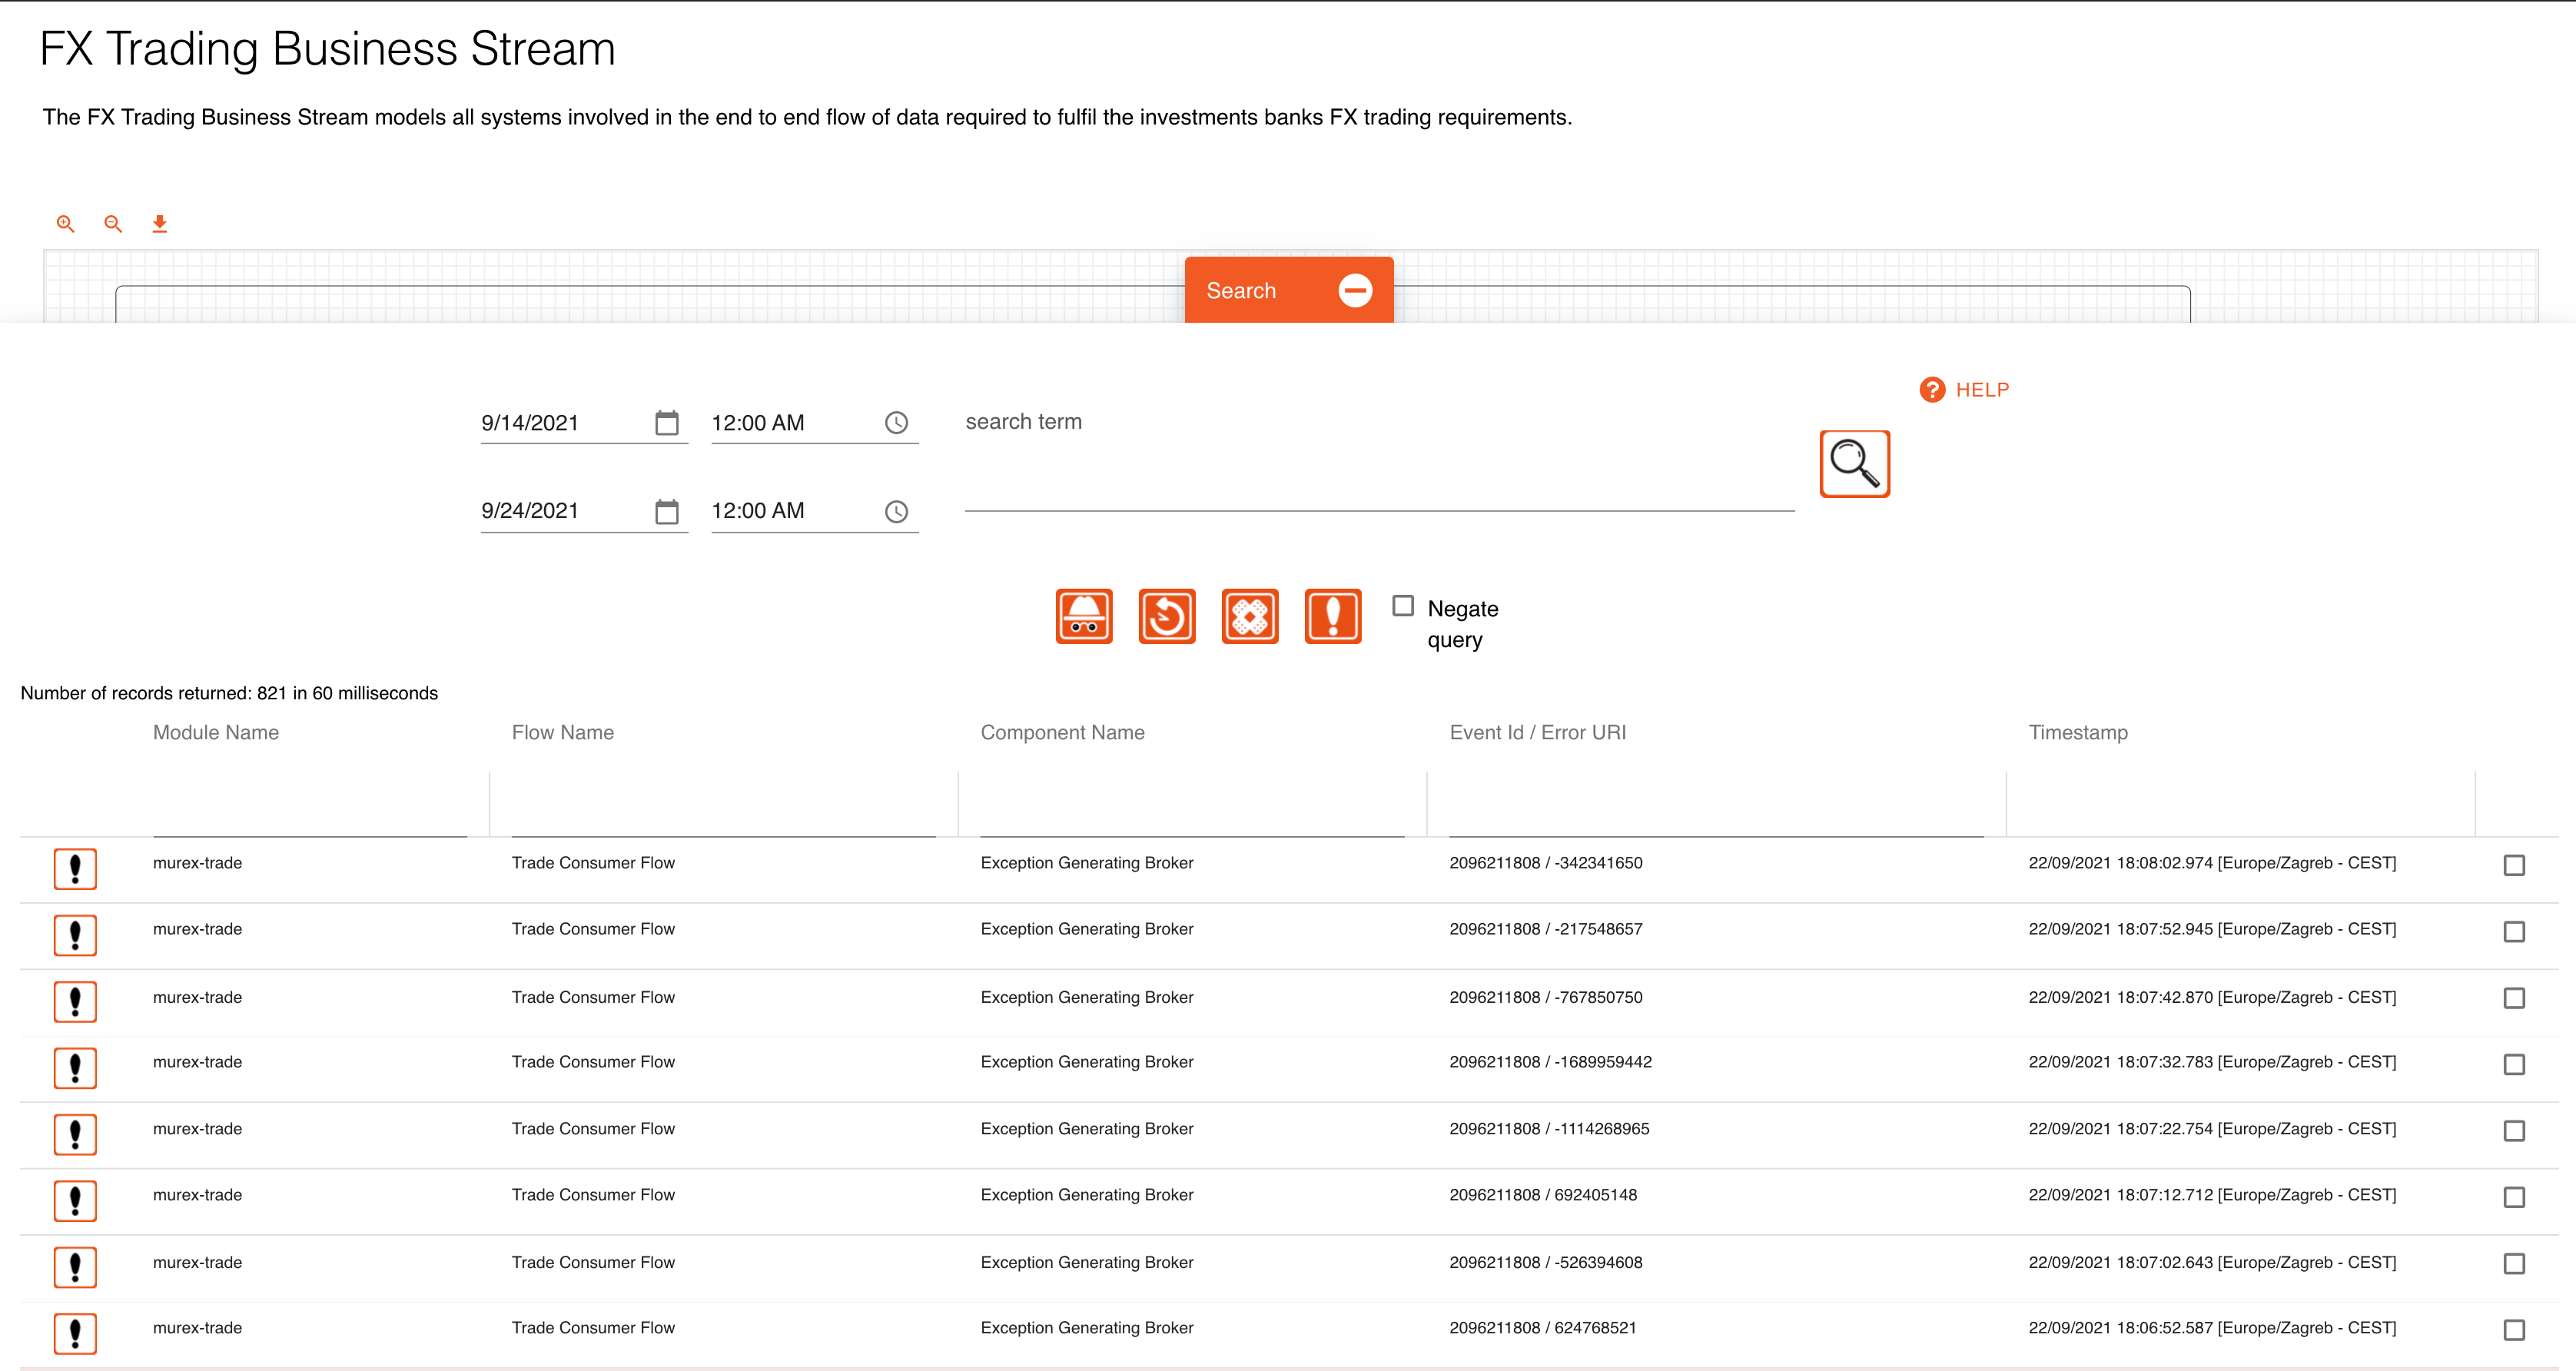 FX Trading Business Stream
The FX Trading Business Stream models all systems involved in the end to end flow of data required to fulfil the investments banks FX trading requirements.
Search
HELP
9/14/2021 12:00 AM search term
9/24/2021 12:00 AM
Negate
query
Number of records returned: 821 in 60 milliseconds
Module Name Flow Name Component Name Event Id / Error URI Timestamp
murex-trade Trade Consumer Flow Exception Generating Broker 2096211808 / -342341650 22/09/2021 18:08:02.974 [Europe/Zagreb - CEST]
murex-trade Trade Consumer Flow Exception Generating Broker 2096211808 / -217548657 22/09/2021 18:07:52.945 [Europe/Zagreb - CEST]
murex-trade Trade Consumer Flow Exception Generating Broker 2096211808 / -767850750 22/09/2021 18:07:42.870 [Europe/Zagreb - CEST]
murex-trade Trade Consumer Flow Exception Generating Broker 2096211808 / -1689959442 22/09/2021 18:07:32.783 [Europe/Zagreb - CEST]
murex-trade Trade Consumer Flow Exception Generating Broker 2096211808 / -1114268965 22/09/2021 18:07:22.754 [Europe/Zagreb - CEST]
murex-trade Trade Consumer Flow Exception Generating Broker 2096211808 / 692405148 22/09/2021 18:07:12.712 [Europe/Zagreb - CEST]
murex-trade Trade Consumer Flow Exception Generating Broker 2096211808 / -526394608 22/09/2021 18:07:02.643 [Europe/Zagreb - CEST]
murex-trade Trade Consumer Flow Exception Generating Broker 2096211808 / 624768521 22/09/2021 18:06:52.587 [Europe/Zagreb - CEST]